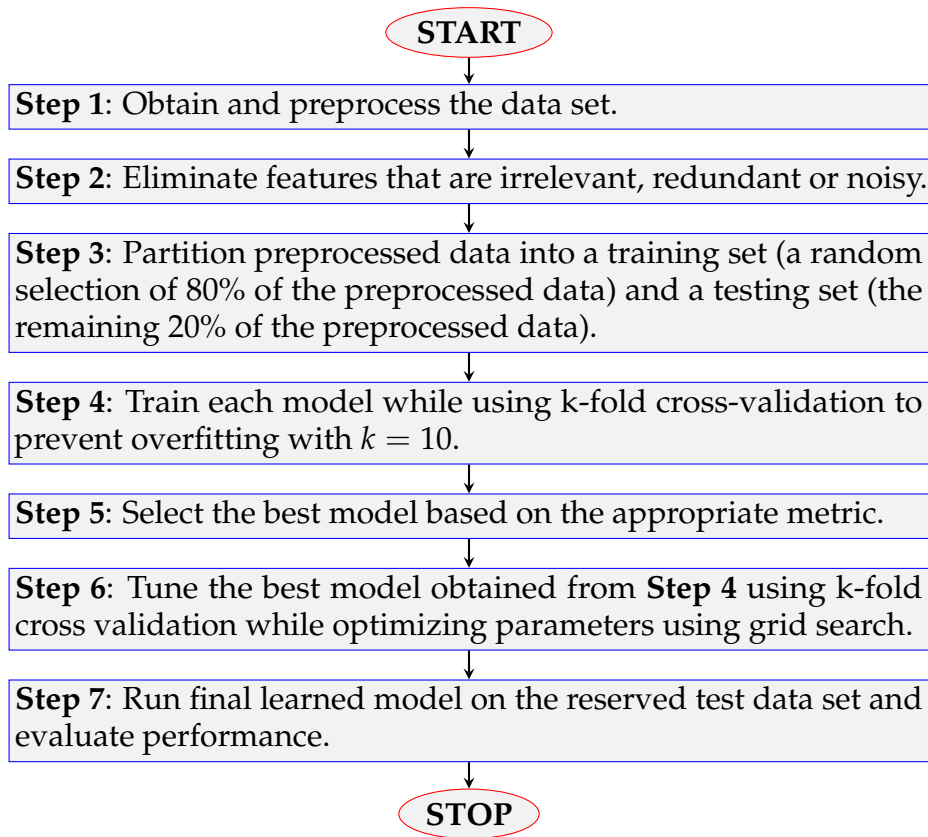 START
Step 1: Obtain and preprocess the data set.
Step 2: Eliminate features that are irrelevant, redundant or noisy.
Step 3: Partition preprocessed data into a training set (a random
selection of 80% of the preprocessed data) and a testing set (the
remaining 20% of the preprocessed data).
Step 4: Train each model while using k-fold cross-validation to
prevent overfitting with k = 10.
Step 5: Select the best model based on the appropriate metric.
Step 6: Tune the best model obtained from Step 4 using k-fold
cross validation while optimizing parameters using grid search.
Step 7: Run final learned model on the reserved test data set and
evaluate performance.
STOP